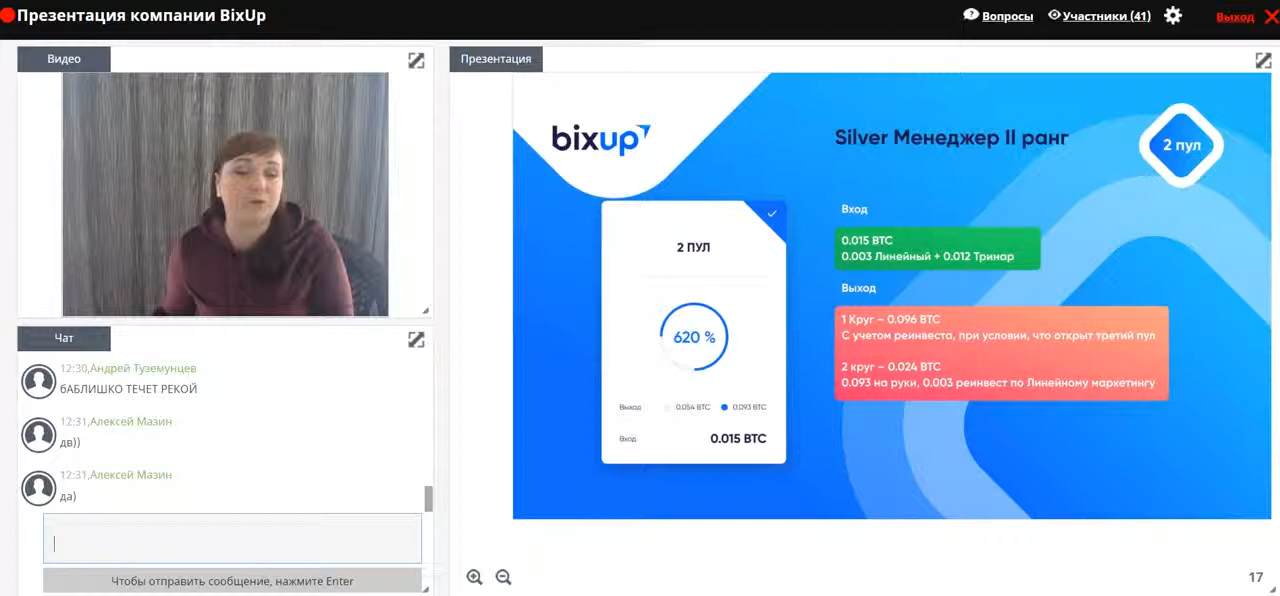 Презентация компании BixUp
Вопросы
Участники (41)
Выход
Видео
Презентация
bixup
Silver Менеджер II ранг
2 пул
2 ПУЛ
620 %
Выход 0.054 BTC 0.093 BTC
Вход 0.015 BTC
Вход
0.015 BTC
0.003 Линейный + 0.012 Тринар
Выход
1 Круг – 0.096 BTC
С учетом реинвеста, при условии, что открыт третий пул
2 круг – 0.024 BTC
0.093 на руки, 0.003 реинвест по Линейному маркетингу
Чат
12:30,Андрей Туземунцев
бАБЛИШКО ТЕЧЕТ РЕКОЙ
12:31,Алексей Мазин
дв))
12:31,Алексей Мазин
да)
Чтобы отправить сообщение, нажмите Enter
17